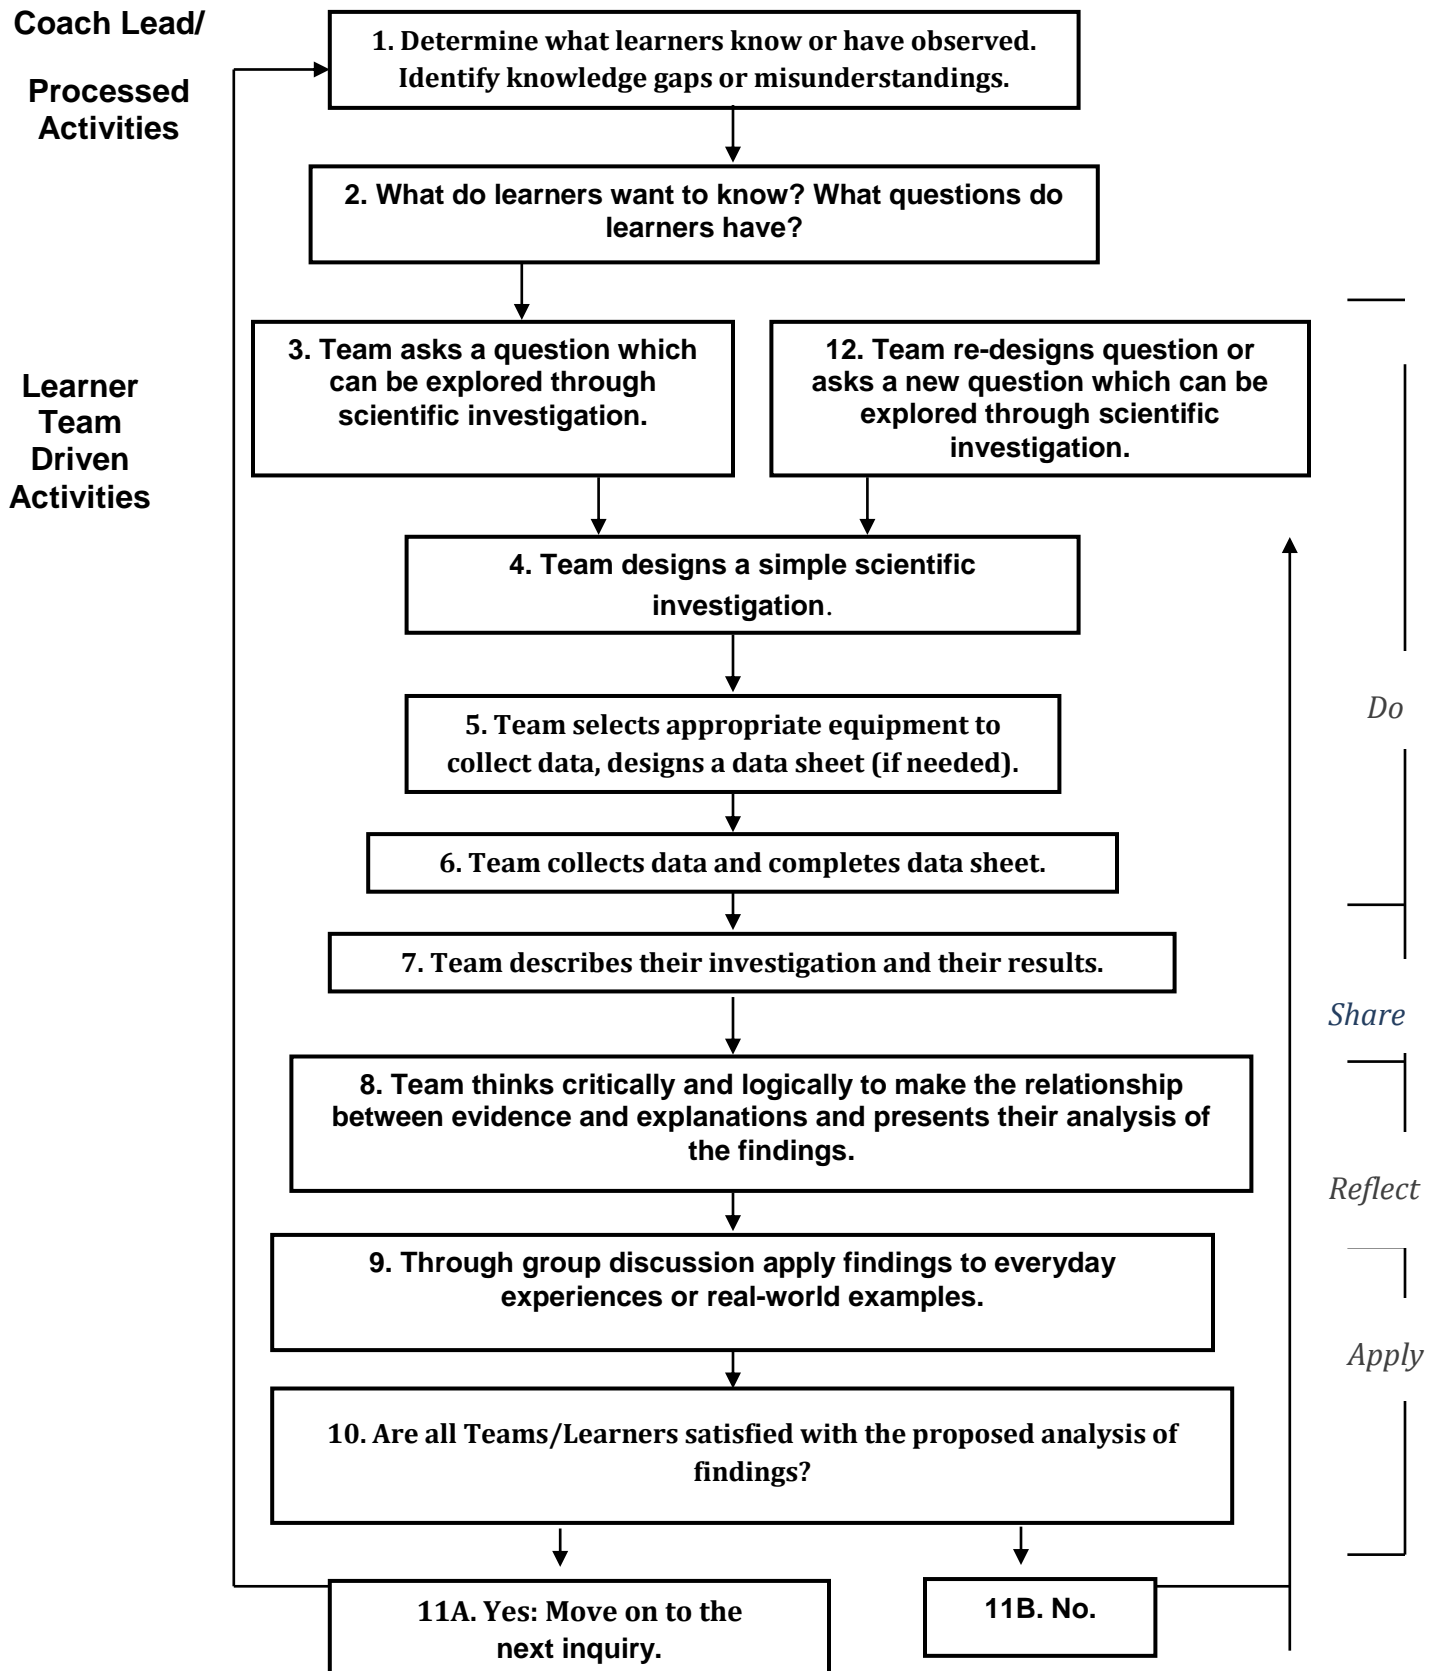 Coach Lead/
Processed
Activities
1. Determine what learners know or have observed.
Identify knowledge gaps or misunderstandings.
2. What do learners want to know? What questions do
learners have?
Learner
Team
Driven
Activities
3. Team asks a question which
can be explored through
scientific investigation.
12. Team re-designs question or
asks a new question which can be
explored through scientific
investigation.
4. Team designs a simple scientific
investigation.
5. Team selects appropriate equipment to
collect data, designs a data sheet (if needed).
Do
6. Team collects data and completes data sheet.
7. Team describes their investigation and their results.
Share
8. Team thinks critically and logically to make the relationship
between evidence and explanations and presents their analysis of
the findings.
Reflect
9. Through group discussion apply findings to everyday
experiences or real-world examples.
Apply
10. Are all Teams/Learners satisfied with the proposed analysis of
findings?
11A. Yes: Move on to the
next inquiry.
11B. No.